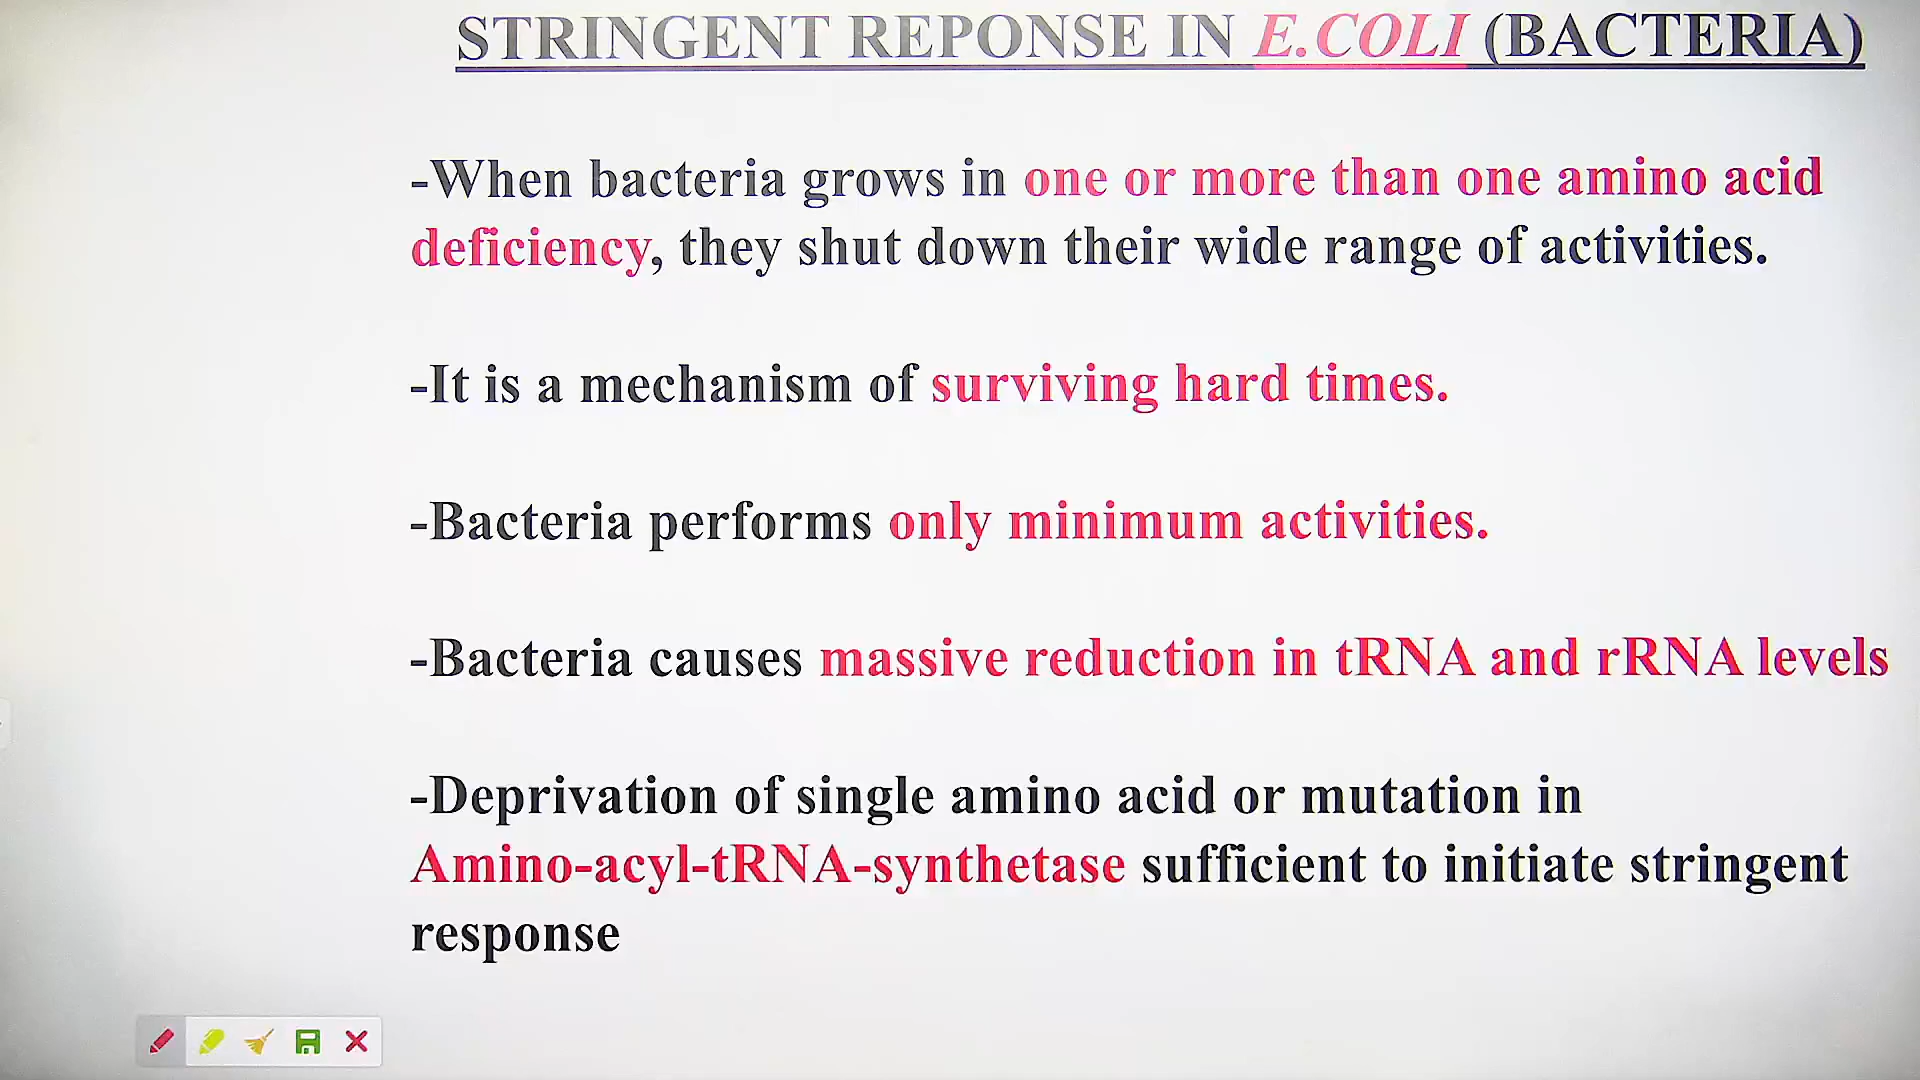 STRINGENT REPONSE IN E.COLI (BACTERIA)
-When bacteria grows in one or more than one amino acid
deficiency, they shut down their wide range of activities.
-It is a mechanism of surviving hard times.
-Bacteria performs only minimum activities.
-Bacteria causes massive reduction in tRNA and rRNA levels
-Deprivation of single amino acid or mutation in
Amino-acyl-tRNA-synthetase sufficient to initiate stringent
response